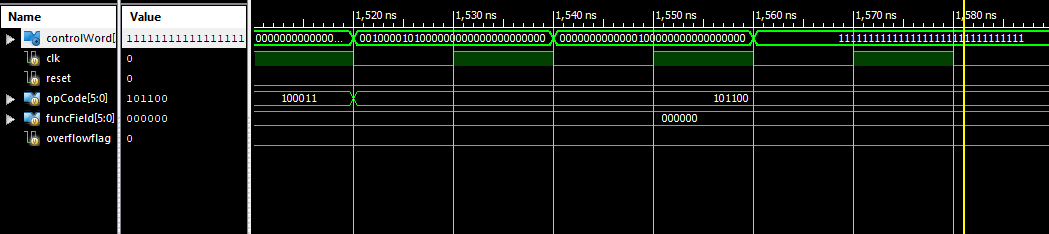 Name Value 1,520 ns 1,530 ns 1,540 ns 1,550 ns 1,560 ns 1,570 ns 1,580 ns
controlWord[ 0000000000000...
clk 0
reset 0
opCode[5:0] 101100 100011 101100
funcField[5:0] 000000 000000
overflowflag 0